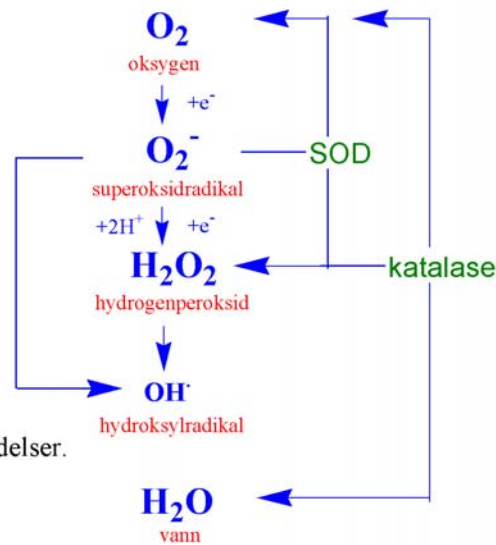 O₂
oksygen
+e⁻
O₂⁻ SOD
superoksidradikal
+2H⁺ +e⁻
H₂O₂ katalase
hydrogenperoksid
OH·
hydroksylradikal
delser.
H₂O
vann